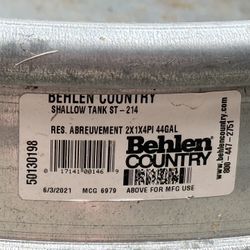 BEHLEN COUNTRY
SHALLOW TANK ST-214
RES. ABREUVEMENT 2X1X4PI 44GAL
50130198
0 17141 00146 9
Behlen
COUNTRY
®
www.behlencountry.com
800-447-2751
6/3/2021 MCG 6979 ABOVE FOR MFG USE